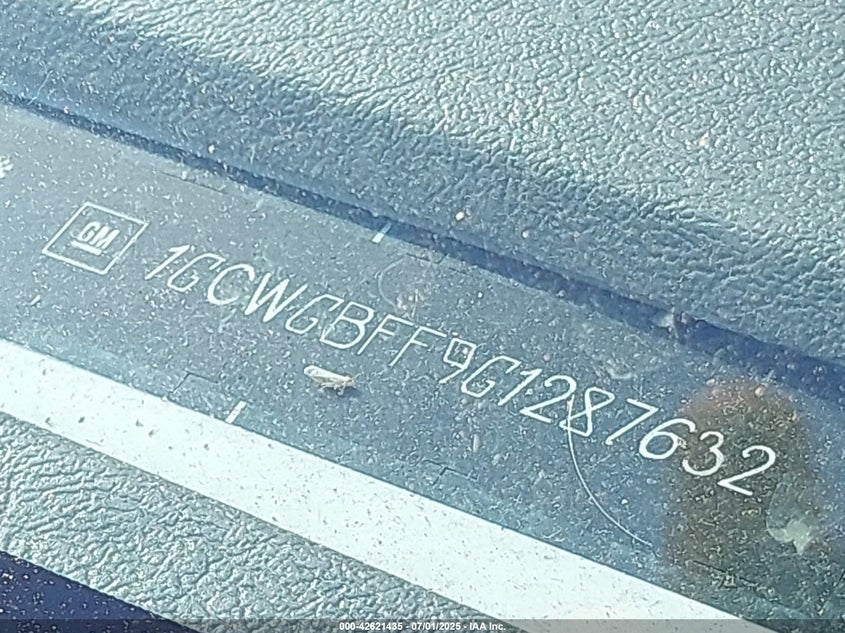 GM 1GCWGBFF9G1287632
000-42621435 - 07/01/2025 - IAA Inc.